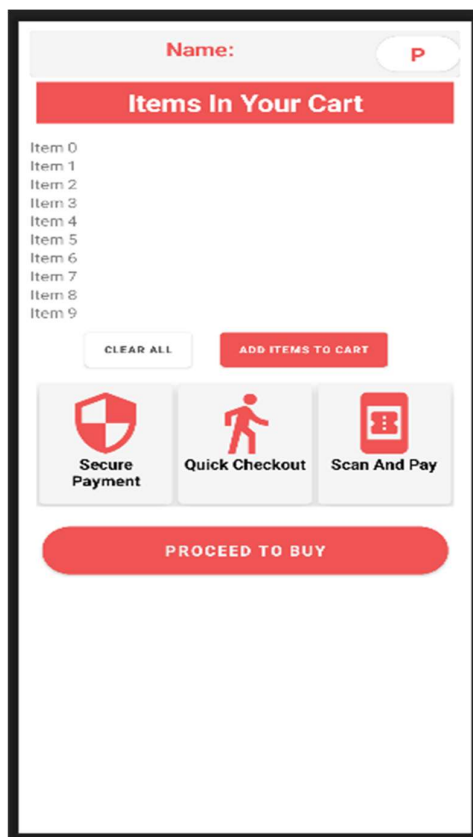 Name:
P
Items In Your Cart
Item 0
Item 1
Item 2
Item 3
Item 4
Item 5
Item 6
Item 7
Item 8
Item 9
CLEAR ALL
ADD ITEMS TO CART
Secure
Payment
Quick Checkout
Scan And Pay
PROCEED TO BUY